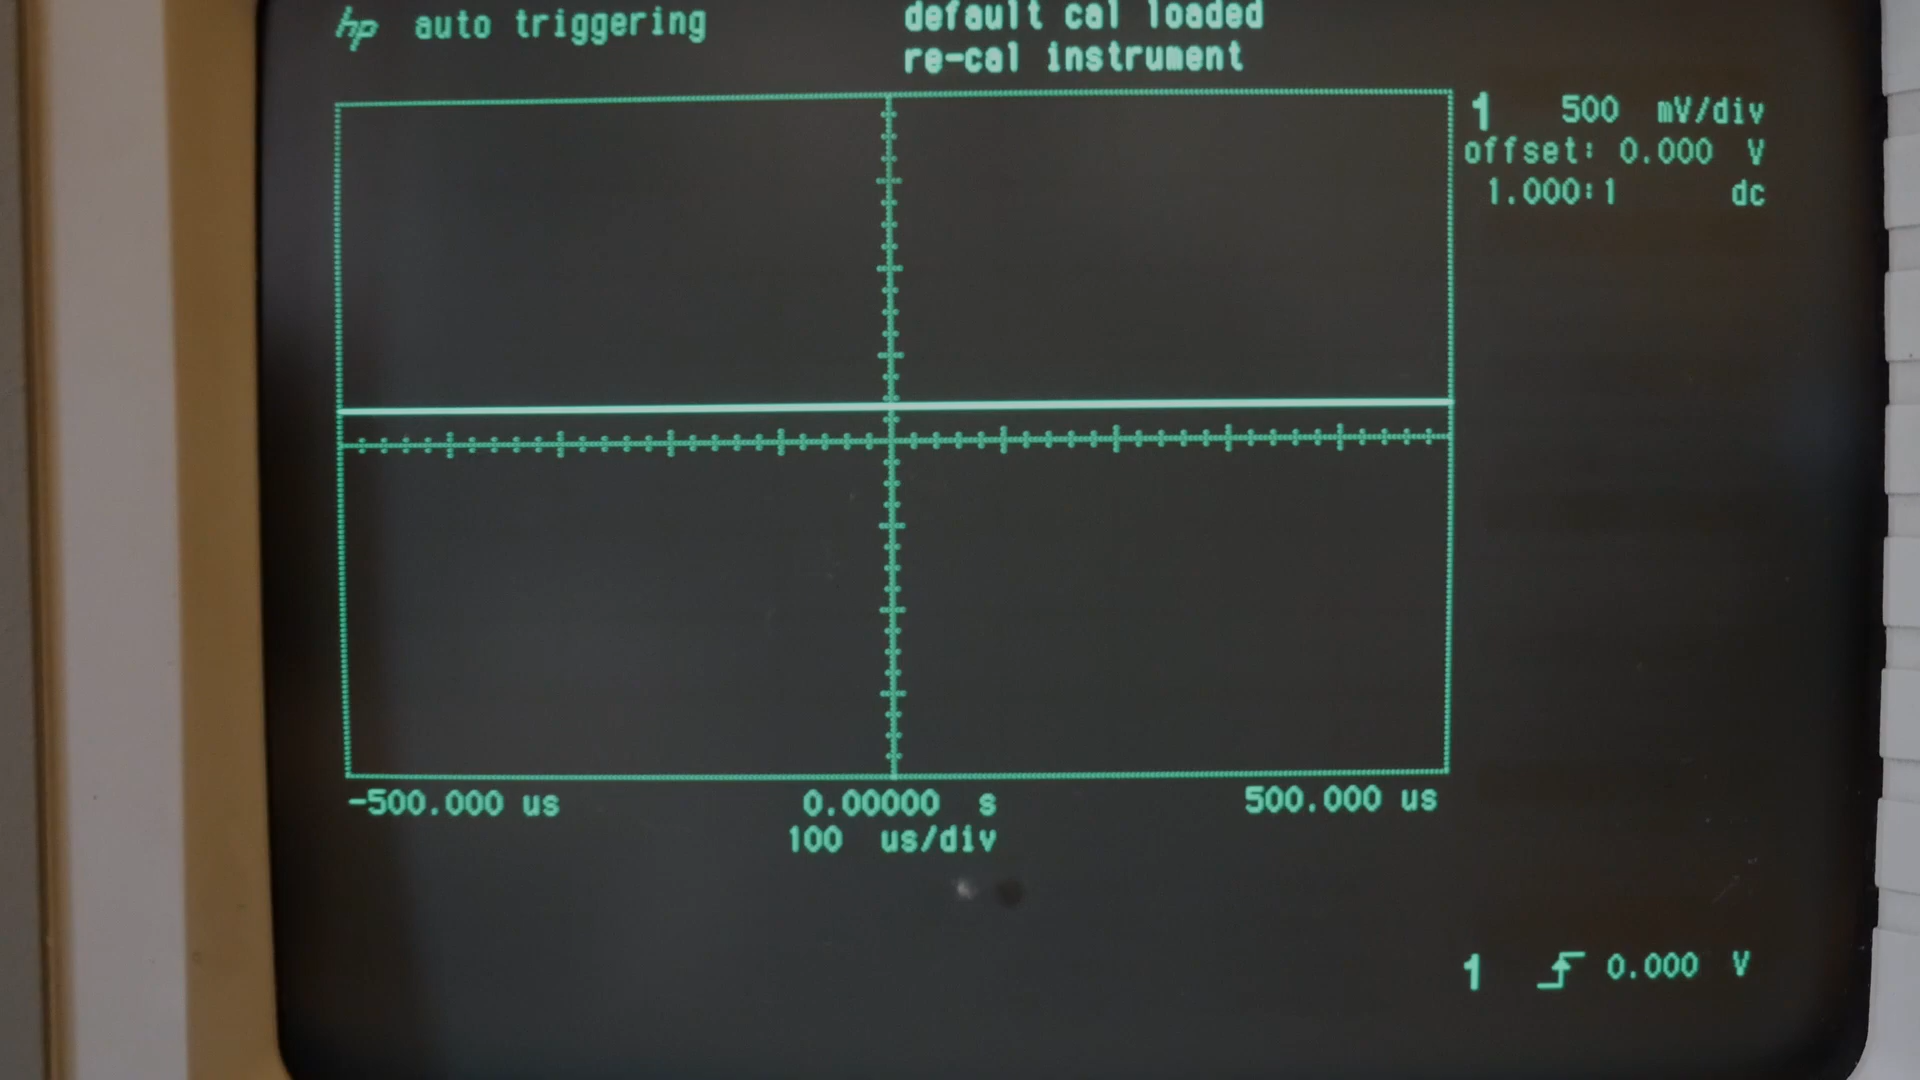 hp auto triggering
default cal loaded
re-cal instrument
1 500 mV/div
offset: 0.000 V
1.000:1 dc
-500.000 us 0.00000 s 500.000 us
100 us/div
1 0.000 V